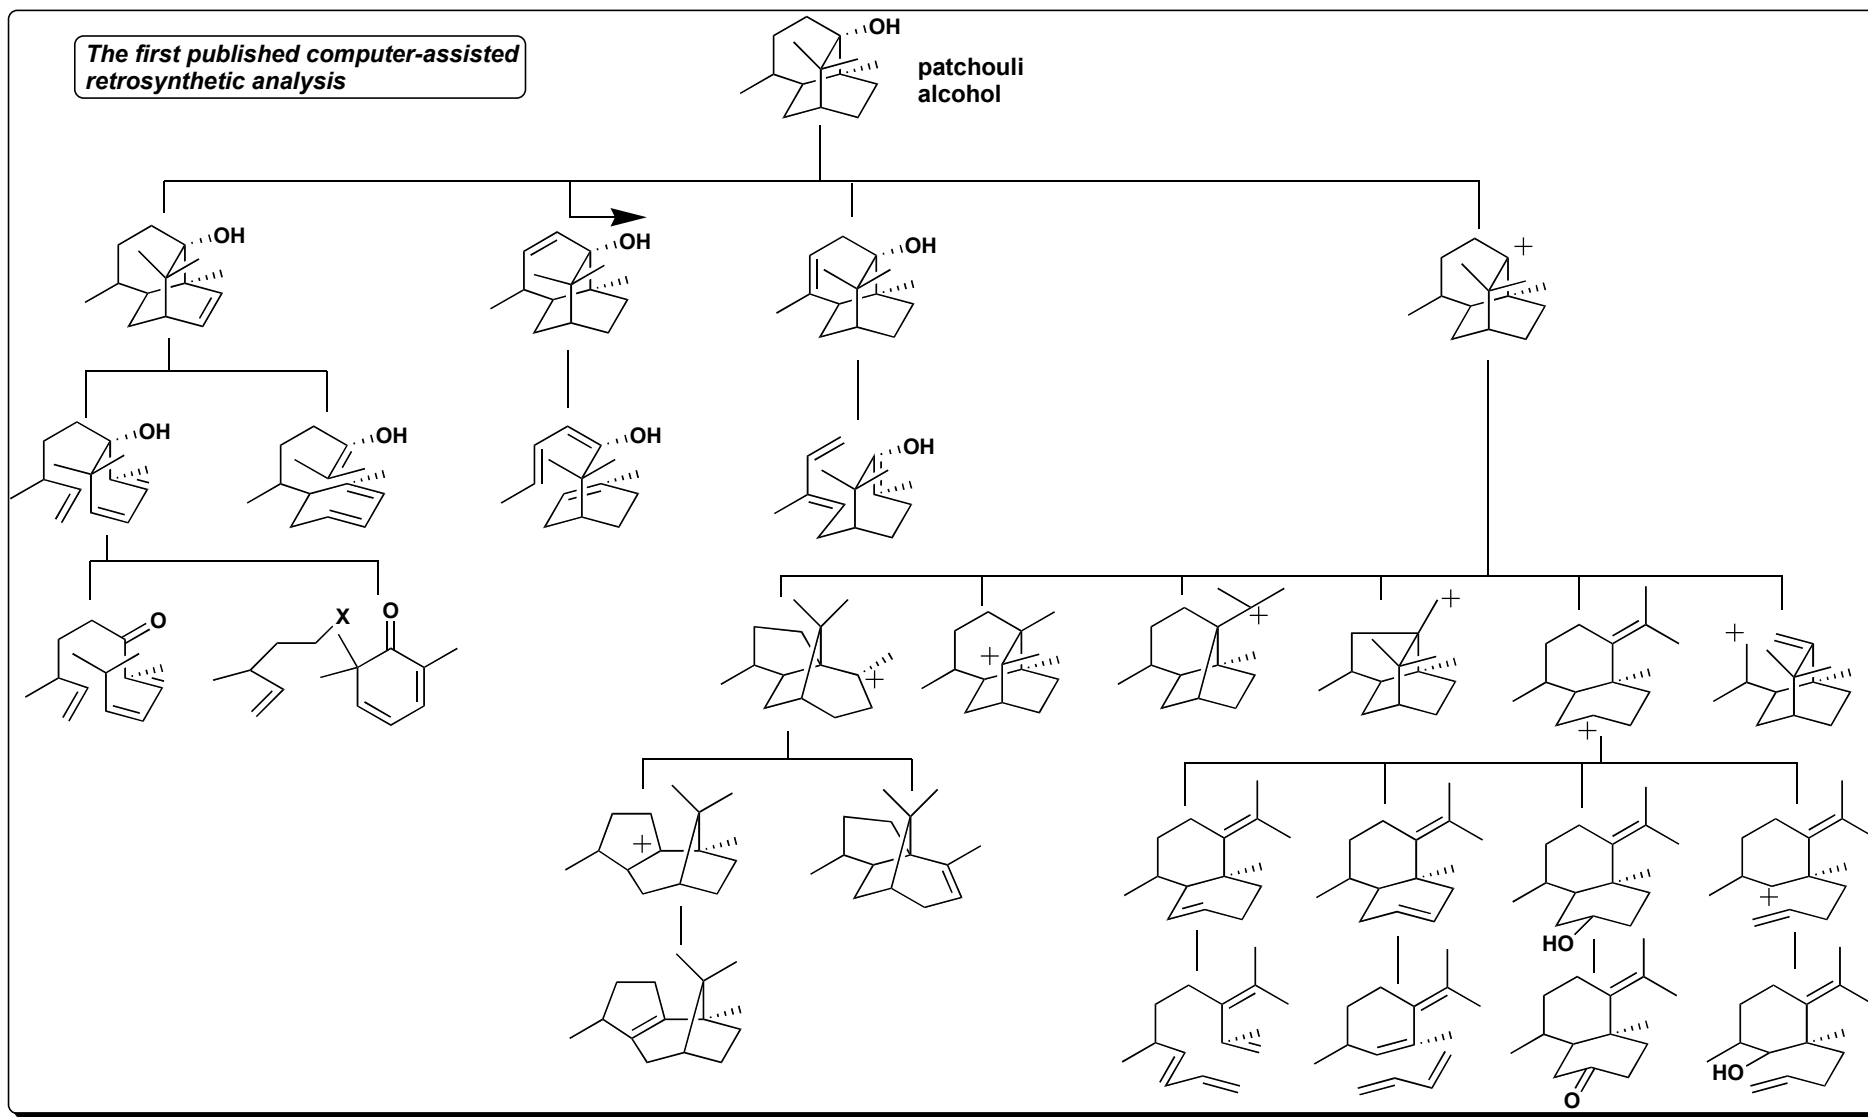 The first published computer-assisted
retrosynthetic analysis
OH
patchouli
alcohol
OH
OH
OH
+
OH
OH
OH
OH
O
X
O
+
+
+
+
+
+
+
+
HO
HO
O